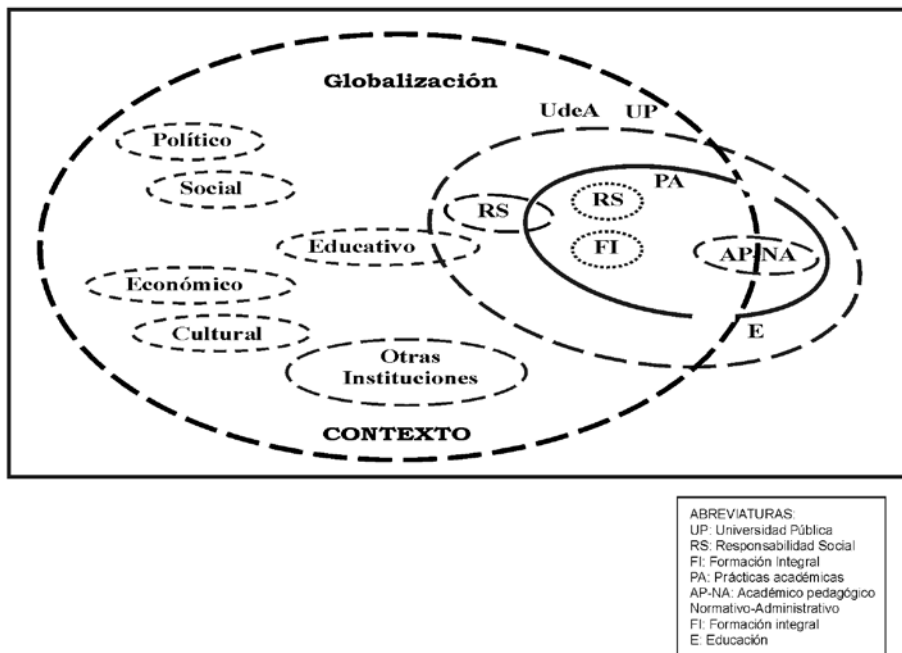 Globalización
UdeA UP
Político
Social
PA
RS
RS
Educativo
FI
AP-NA
Económico
Cultural
E
Otras
Instituciones
CONTEXTO
ABREVIATURAS:
UP: Universidad Pública
RS: Responsabilidad Social
FI: Formación Integral
PA: Prácticas académicas
AP-NA: Académico pedagógico
Normativo-Administrativo
FI: Formación integral
E: Educación